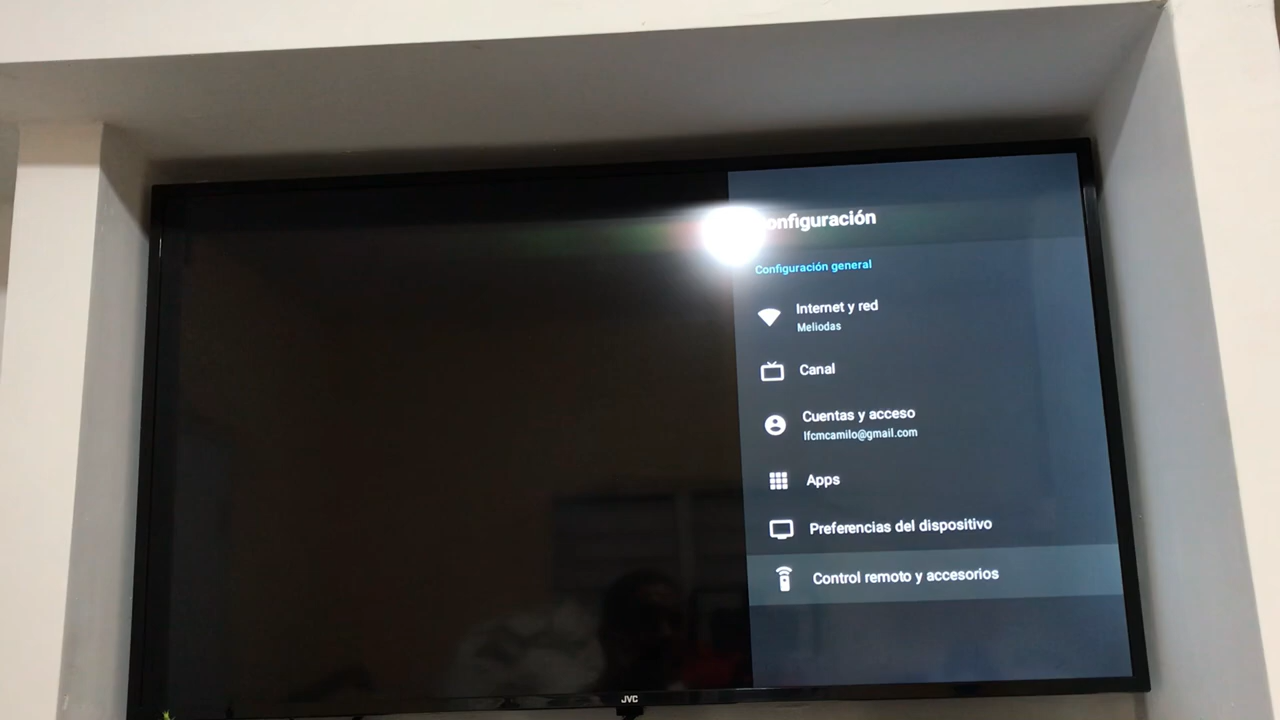 Configuración
Configuración general
Internet y red
Meliodas
Canal
Cuentas y acceso
lfcmcamilo@gmail.com
Apps
Preferencias del dispositivo
Control remoto y accesorios
JVC